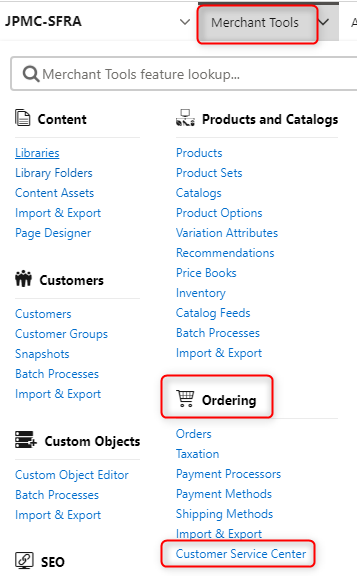 JPMC-SFRA
Merchant Tools
Merchant Tools feature lookup...
Content
Libraries
Library Folders
Content Assets
Import & Export
Page Designer
Customers
Customers
Customer Groups
Snapshots
Batch Processes
Import & Export
Custom Objects
Custom Object Editor
Batch Processes
Import & Export
SEO
Products and Catalogs
Products
Product Sets
Catalogs
Product Options
Variation Attributes
Recommendations
Price Books
Inventory
Catalog Feeds
Batch Processes
Import & Export
Ordering
Orders
Taxation
Payment Processors
Payment Methods
Shipping Methods
Import & Export
Customer Service Center